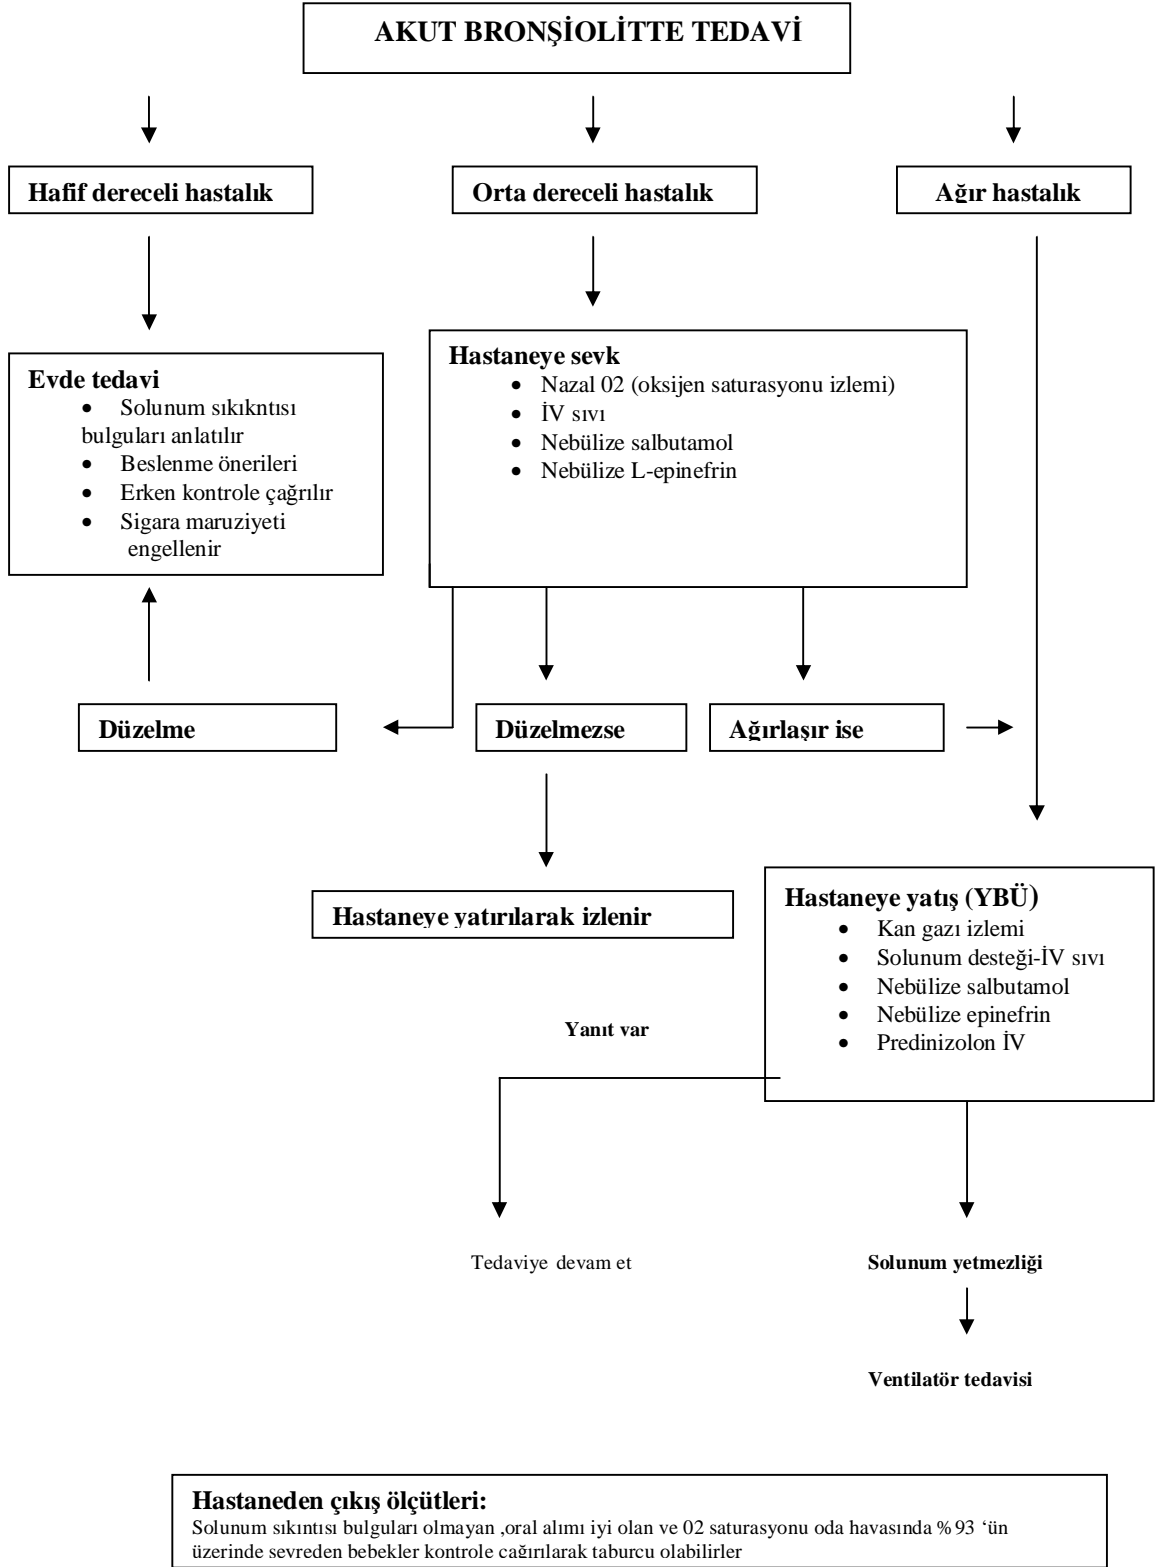 AKUT BRONŞİOLİTTE TEDAVİ
Hafif dereceli hastalık
Orta dereceli hastalık
Ağır hastalık
Evde tedavi
• Solunum sıkıkntısı
bulguları anlatılır
• Beslenme önerileri
• Erken kontrole çağrılır
• Sigara maruziyeti
engellenir
Hastaneye sevk
• Nazal 02 (oksijen saturasyonu izlemi)
• İV sıvı
• Nebülize salbutamol
• Nebülize L-epinefrin
Düzelme
Düzelmezse
Ağırlaşır ise
Hastaneye yatırılarak izlenir
Hastaneye yatış (YBÜ)
• Kan gazı izlemi
• Solunum desteği-İV sıvı
• Nebülize salbutamol
• Nebülize epinefrin
• Predinizolon İV
Yanıt var
Tedaviye devam et
Solunum yetmezliği
Ventilatör tedavisi
Hastaneden çıkış ölçütleri:
Solunum sıkıntısı bulguları olmayan ,oral alımı iyi olan ve 02 saturasyonu oda havasında %93 ‘ün
üzerinde sevreden bebekler kontrole çağırılarak taburcu olabilirler